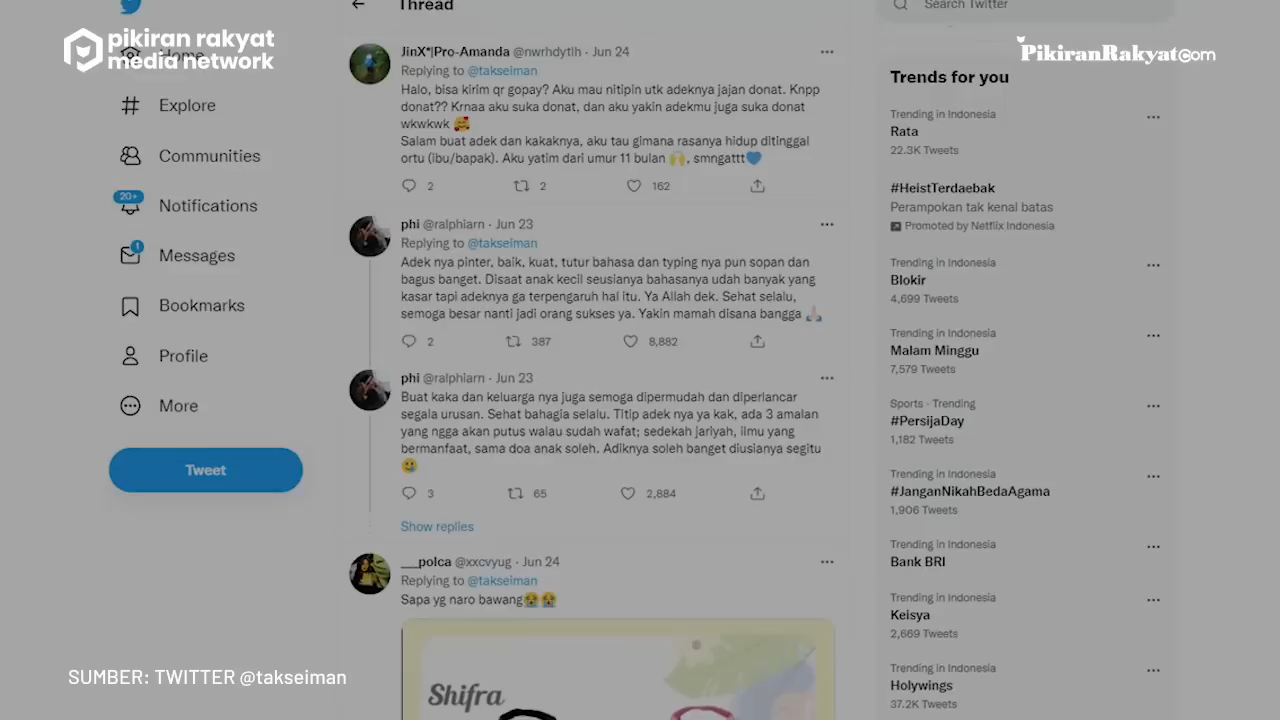 pikiran rakyat
media network
PikiranRakyat.com
Home
Explore
Communities
20+
Notifications
1
Messages
Bookmarks
Profile
More
Tweet
Thread
JinX*|Pro-Amanda @nwrhdytlh · Jun 24
Replying to @takseiman
Halo, bisa kirim qr gopay? Aku mau nitipin utk adeknya jajan donat. Knpp
donat?? Krnaa aku suka donat, dan aku yakin adekmu juga suka donat
wkwkwk 🥰
Salam buat adek dan kakaknya, aku tau gimana rasanya hidup ditinggal
ortu (ibu/bapak). Aku yatim dari umur 11 bulan 🙌, smngattt💙
2 2 162
phi @ralphiarn · Jun 23
Replying to @takseiman
Adek nya pinter, baik, kuat, tutur bahasa dan typing nya pun sopan dan
bagus banget. Disaat anak kecil seusianya bahasanya udah banyak yang
kasar tapi adeknya ga terpengaruh hal itu. Ya Allah dek. Sehat selalu,
semoga besar nanti jadi orang sukses ya. Yakin mamah disana bangga 🙏🏻
2 387 8,882
phi @ralphiarn · Jun 23
Buat kaka dan keluarga nya juga semoga dipermudah dan diperlancar
segala urusan. Sehat bahagia selalu. Titip adek nya ya kak, ada 3 amalan
yang ngga akan putus walau sudah wafat; sedekah jariyah, ilmu yang
bermanfaat, sama doa anak soleh. Adiknya soleh banget diusianya segitu
😢
3 65 2,884
Show replies
___polca @xxcvyug · Jun 24
Replying to @takseiman
Sapa yg naro bawang😭😭
Shifra
Search Twitter
Trends for you
Trending in Indonesia
Rata
22.3K Tweets
#HeistTerdaebak
Perampokan tak kenal batas
Promoted by Netflix Indonesia
Trending in Indonesia
Blokir
4,699 Tweets
Trending in Indonesia
Malam Minggu
7,579 Tweets
Sports · Trending
#PersijaDay
1,182 Tweets
Trending in Indonesia
#JanganNikahBedaAgama
1,906 Tweets
Trending in Indonesia
Bank BRI
Trending in Indonesia
Keisya
2,669 Tweets
Trending in Indonesia
Holywings
37.2K Tweets
SUMBER: TWITTER @takseiman